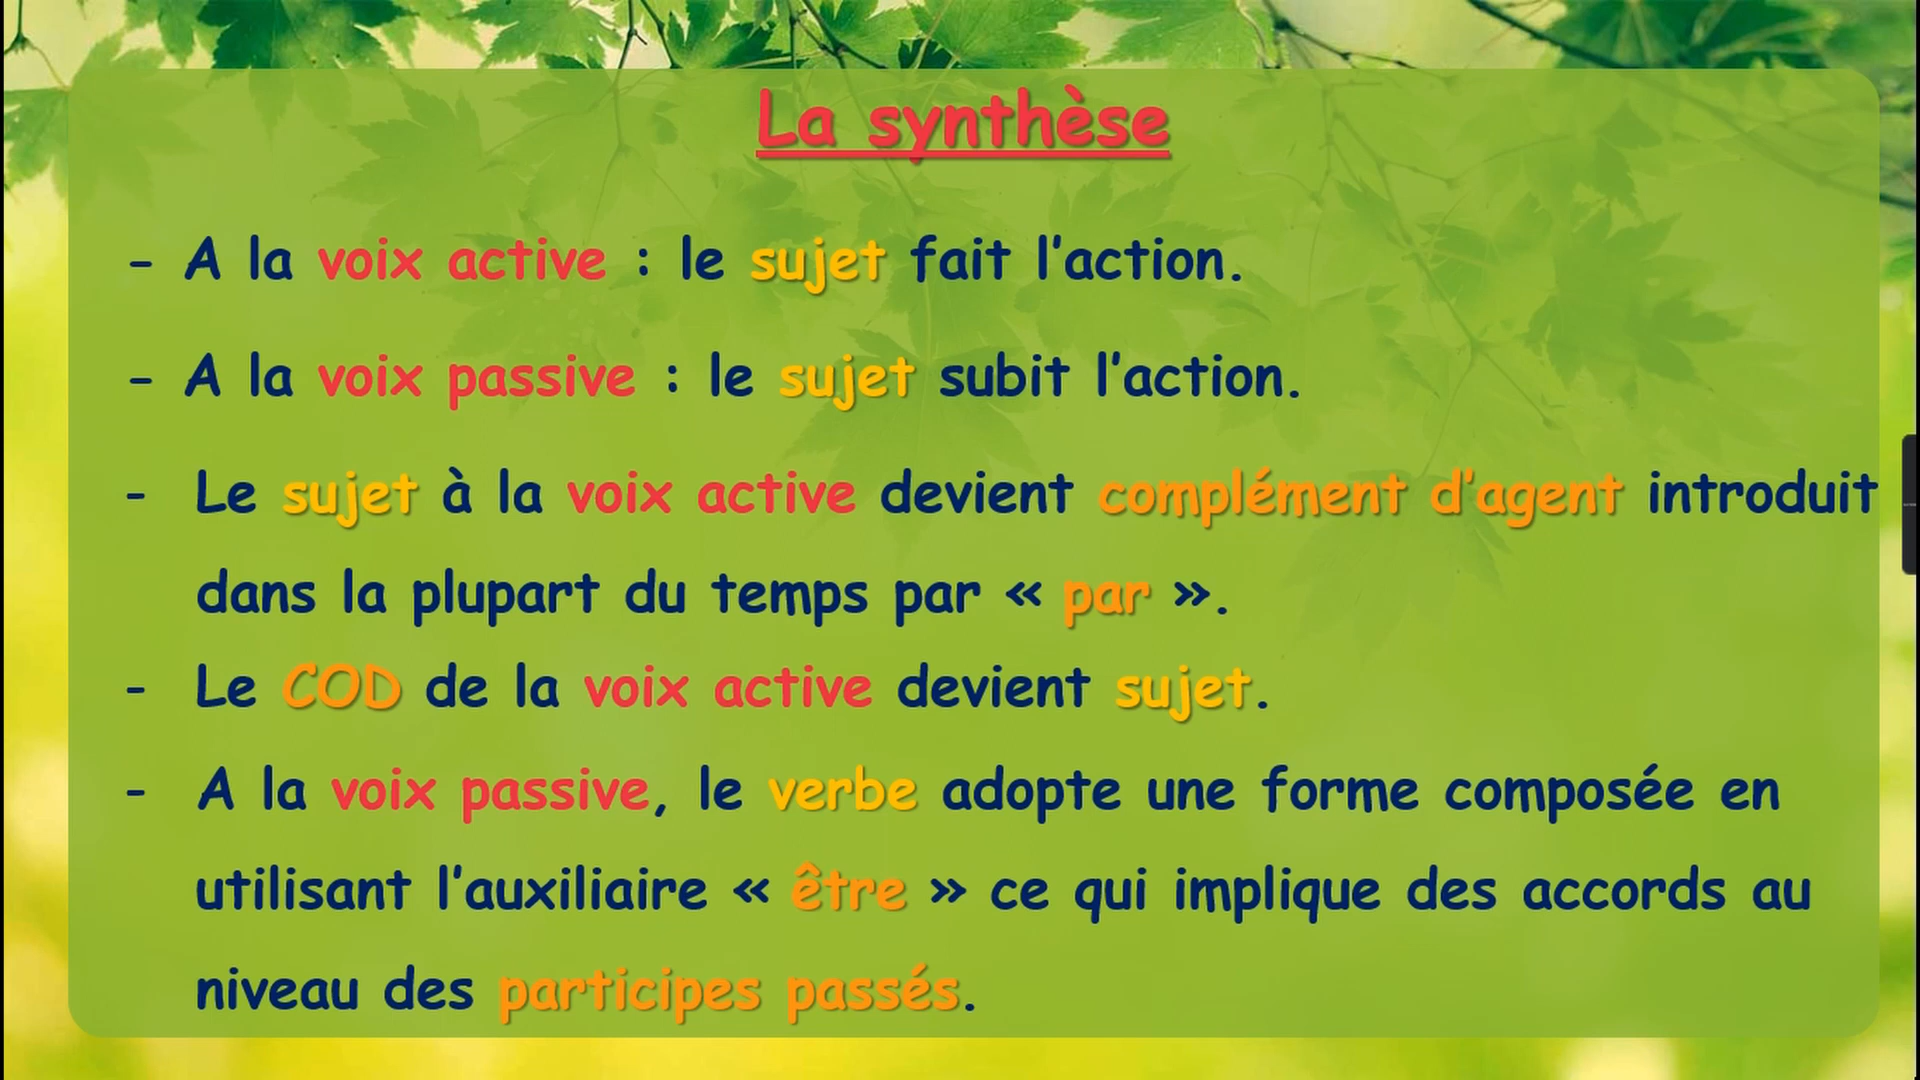 La synthèse
- A la voix active : le sujet fait l'action.
- A la voix passive : le sujet subit l'action.
- Le sujet à la voix active devient complément d'agent introduit
dans la plupart du temps par « par ».
- Le COD de la voix active devient sujet.
- A la voix passive, le verbe adopte une forme composée en
utilisant l'auxiliaire « être » ce qui implique des accords au
niveau des participes passés.